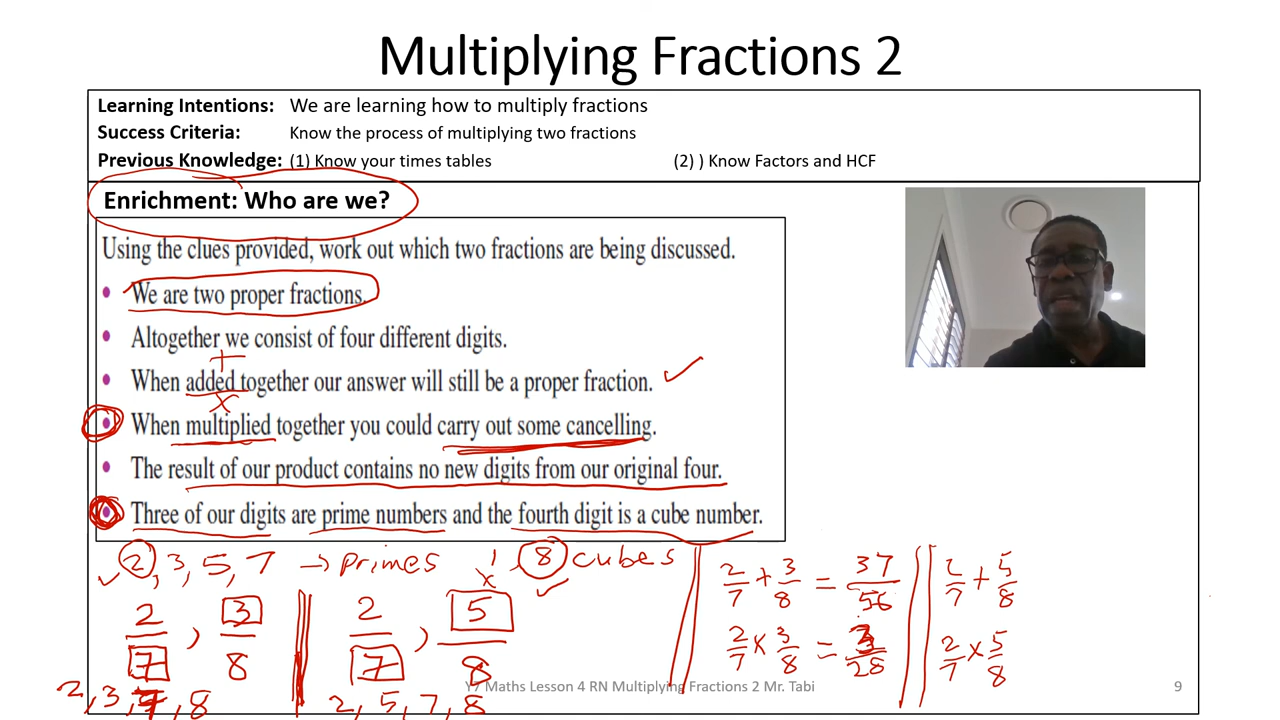 Multiplying Fractions 2
Learning Intentions: We are learning how to multiply fractions
Success Criteria: Know the process of multiplying two fractions
Previous Knowledge: (1) Know your times tables (2) ) Know Factors and HCF
Enrichment: Who are we?
Using the clues provided, work out which two fractions are being discussed.
• We are two proper fractions.
• Altogether we consist of four different digits.
+
• When added together our answer will still be a proper fraction. ✓
×
• When multiplied together you could carry out some cancelling.
• The result of our product contains no new digits from our original four.
• Three of our digits are prime numbers and the fourth digit is a cube number.
✓ 2, 3, 5, 7 → primes 1, 8 cubes
x ✓
2/7, 3/8
2/7, 5/8
2/7 + 3/8 = 37/56
2/7 + 5/8
2/7 × 3/8 = 3/28
2/7 × 5/8
2, 3, 7, 8
2, 5, 7, 8
Y7 Maths Lesson 4 RN Multiplying Fractions 2 Mr. Tabi
9